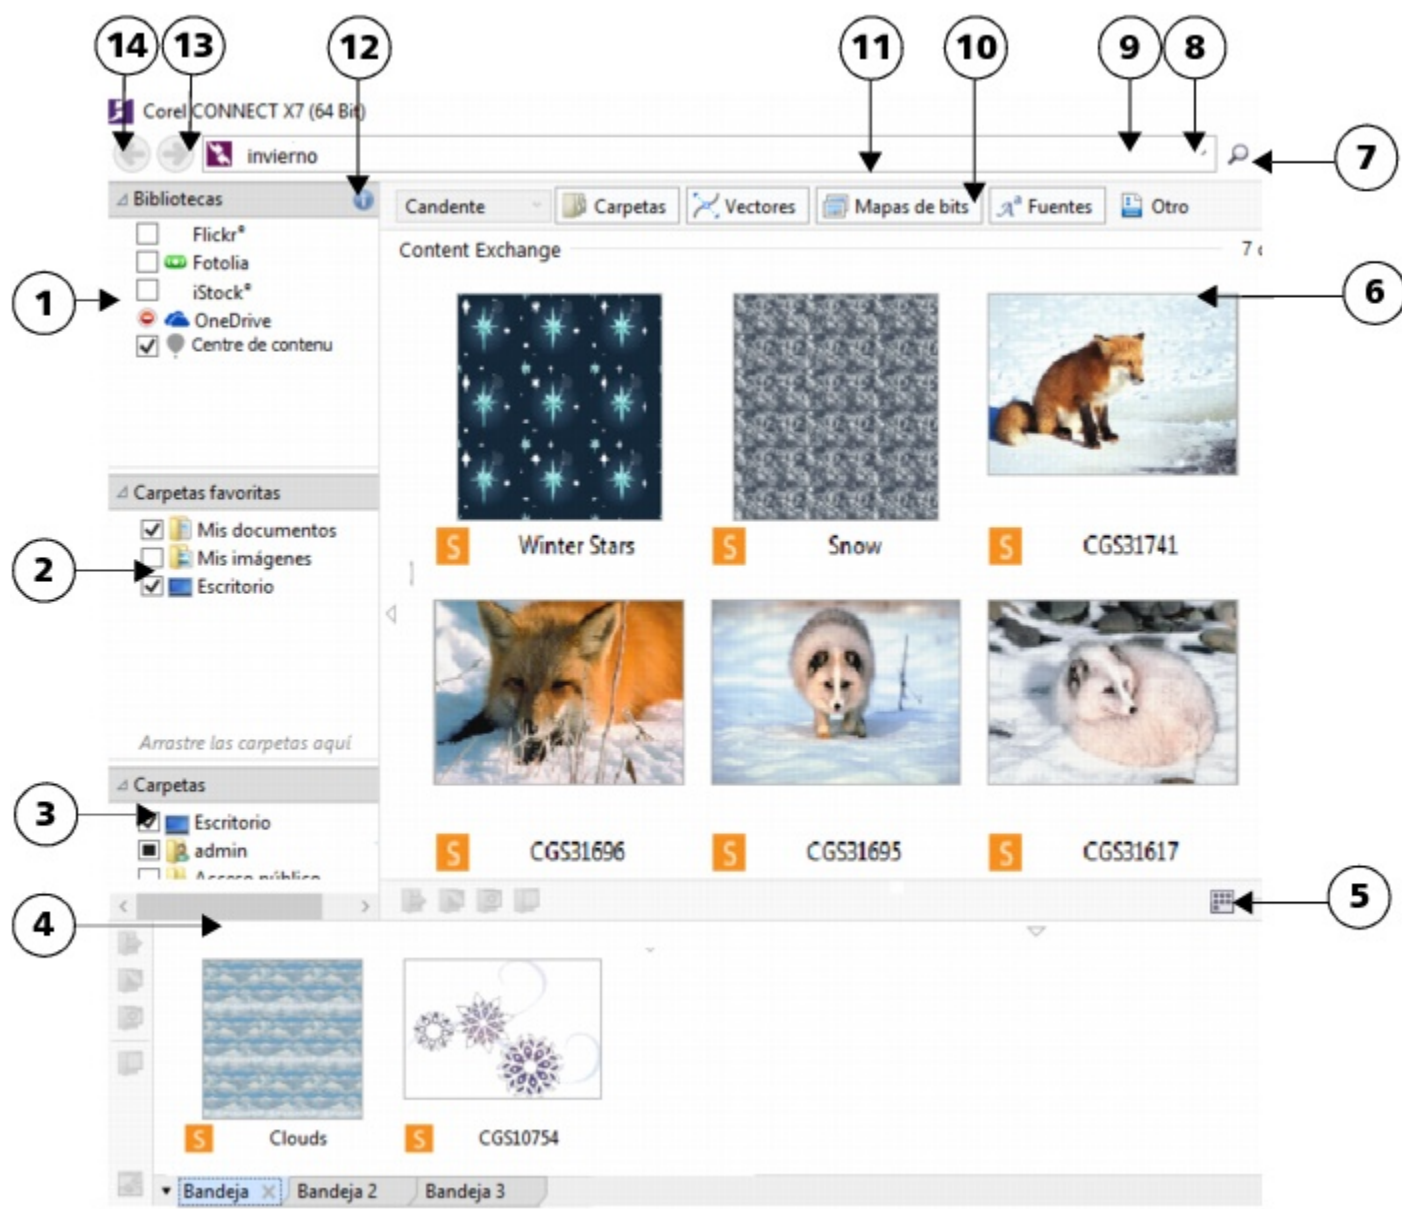 14 13 12 11 10 9 8
Corel CONNECT X7 (64 Bit)
invierno
7
Bibliotecas
Candente Carpetas Vectores Mapas de bits Fuentes Otro
Flickr®
Content Exchange 7
Fotolia
1
iStock®
6
OneDrive
Centre de contenu
Carpetas favoritas
Mis documentos
S Winter Stars S Snow S CGS31741
Mis imágenes
2
Escritorio
Arrastre las carpetas aquí
Carpetas
3
Escritorio
admin
S CGS31696 S CGS31695 S CGS31617
Acceso público
5
4
S Clouds S CGS10754
Bandeja Bandeja 2 Bandeja 3